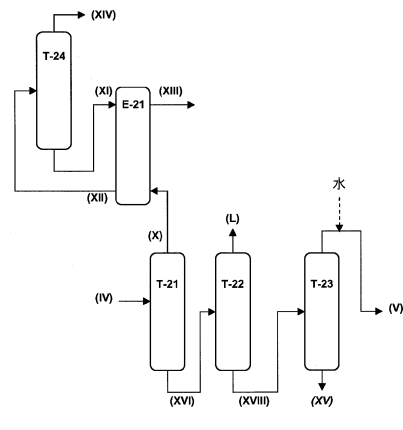 (XIV)
T-24
(XI)
E-21
(XIII)
(XII)
水
(L)
(X)
T-21
T-22
T-23
(IV)
(V)
(XVI)
(XVIII)
(XV)